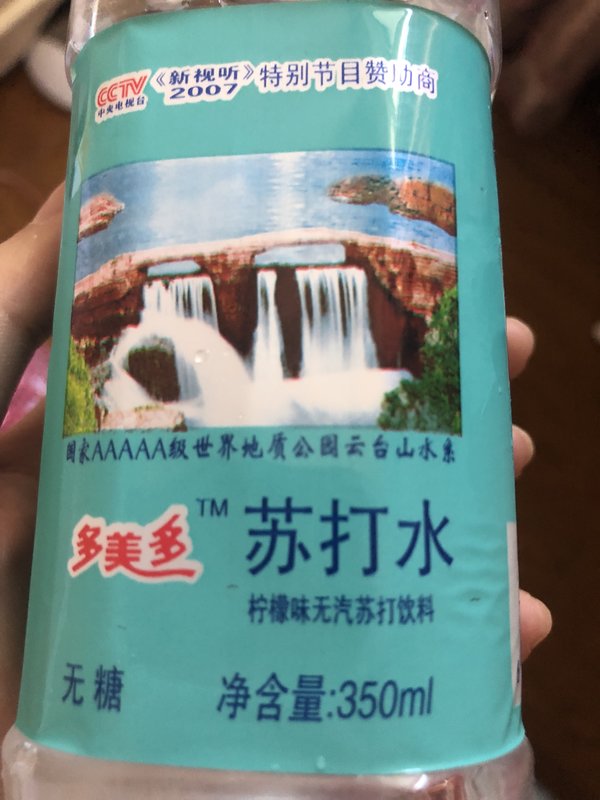 CCTV 《新视听》特别节目赞助商
中央电视台 2007
国家AAAAA级世界地质公园云台山水系
多美多™ 苏打水
柠檬味无汽苏打饮料
无糖 净含量:350ml